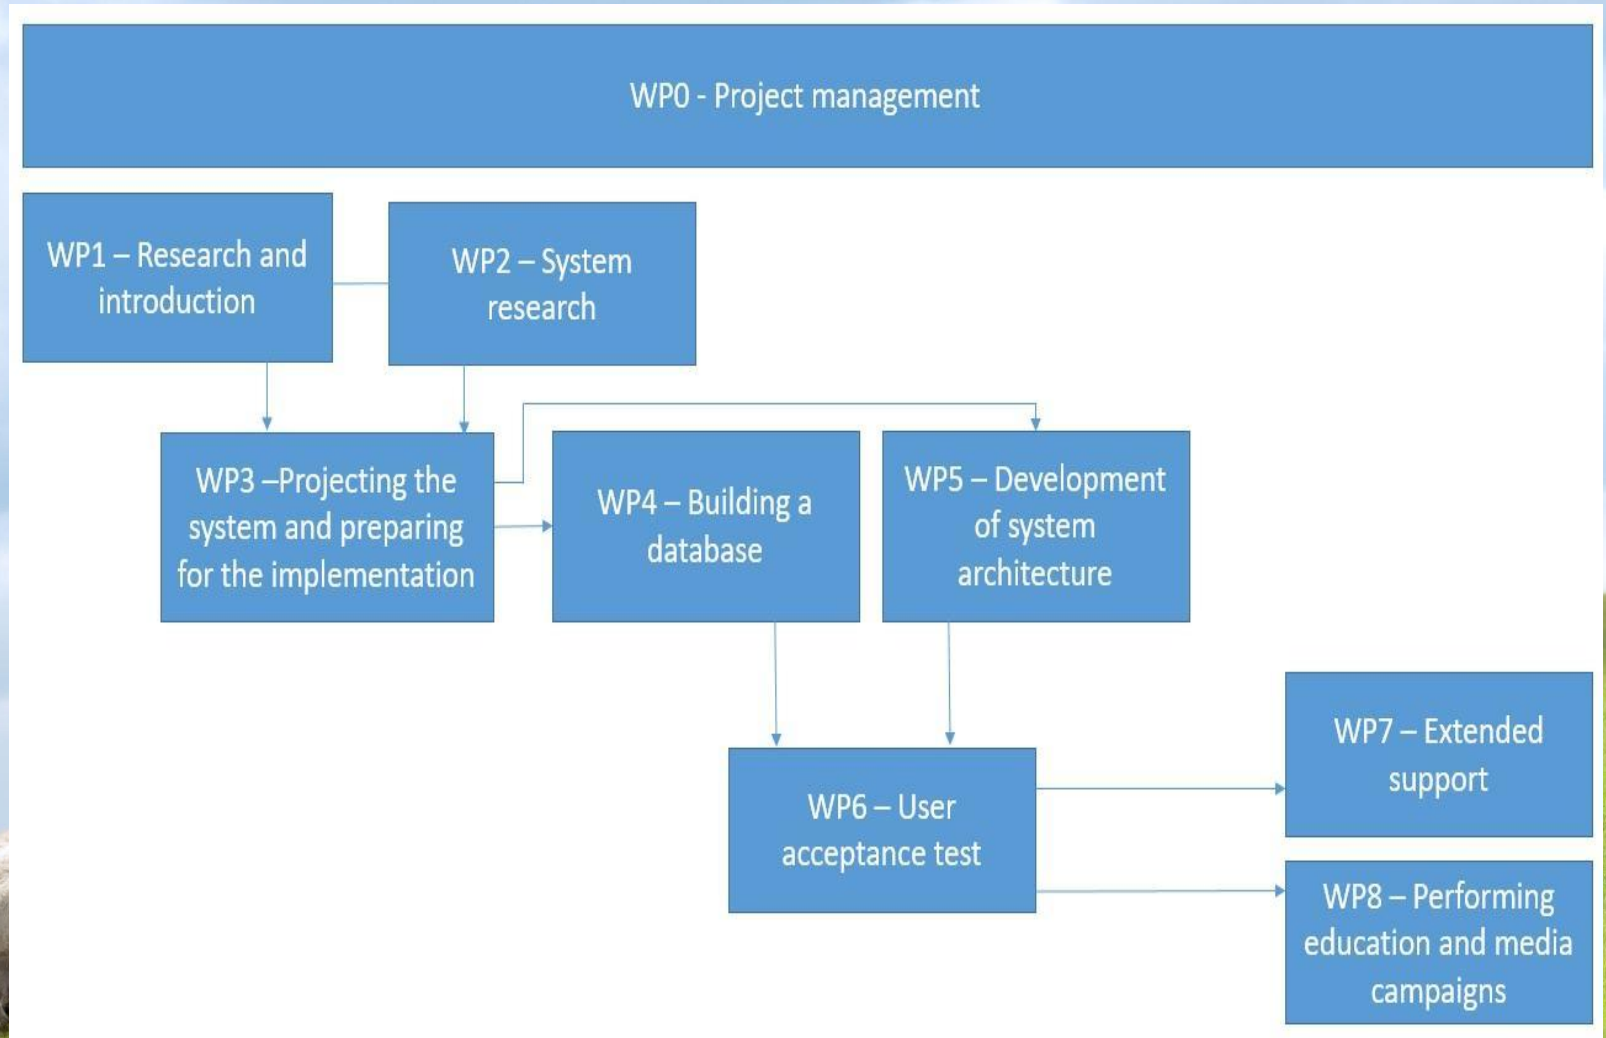 WP0 - Project management
WP1 – Research and
introduction
WP2 – System
research
WP3 –Projecting the
system and preparing
for the implementation
WP4 – Building a
database
WP5 – Development
of system
architecture
WP6 – User
acceptance test
WP7 – Extended
support
WP8 – Performing
education and media
campaigns